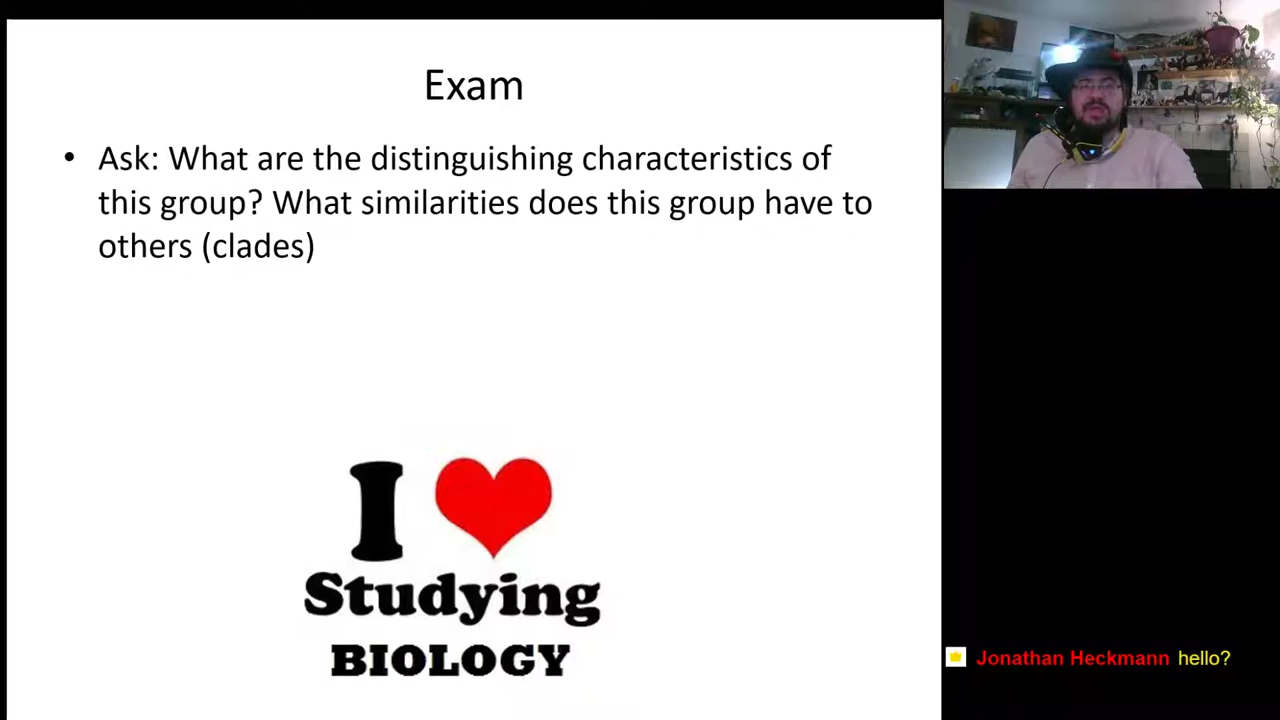 Exam
• Ask: What are the distinguishing characteristics of
this group? What similarities does this group have to
others (clades)
I
Studying
BIOLOGY
Jonathan Heckmann hello?